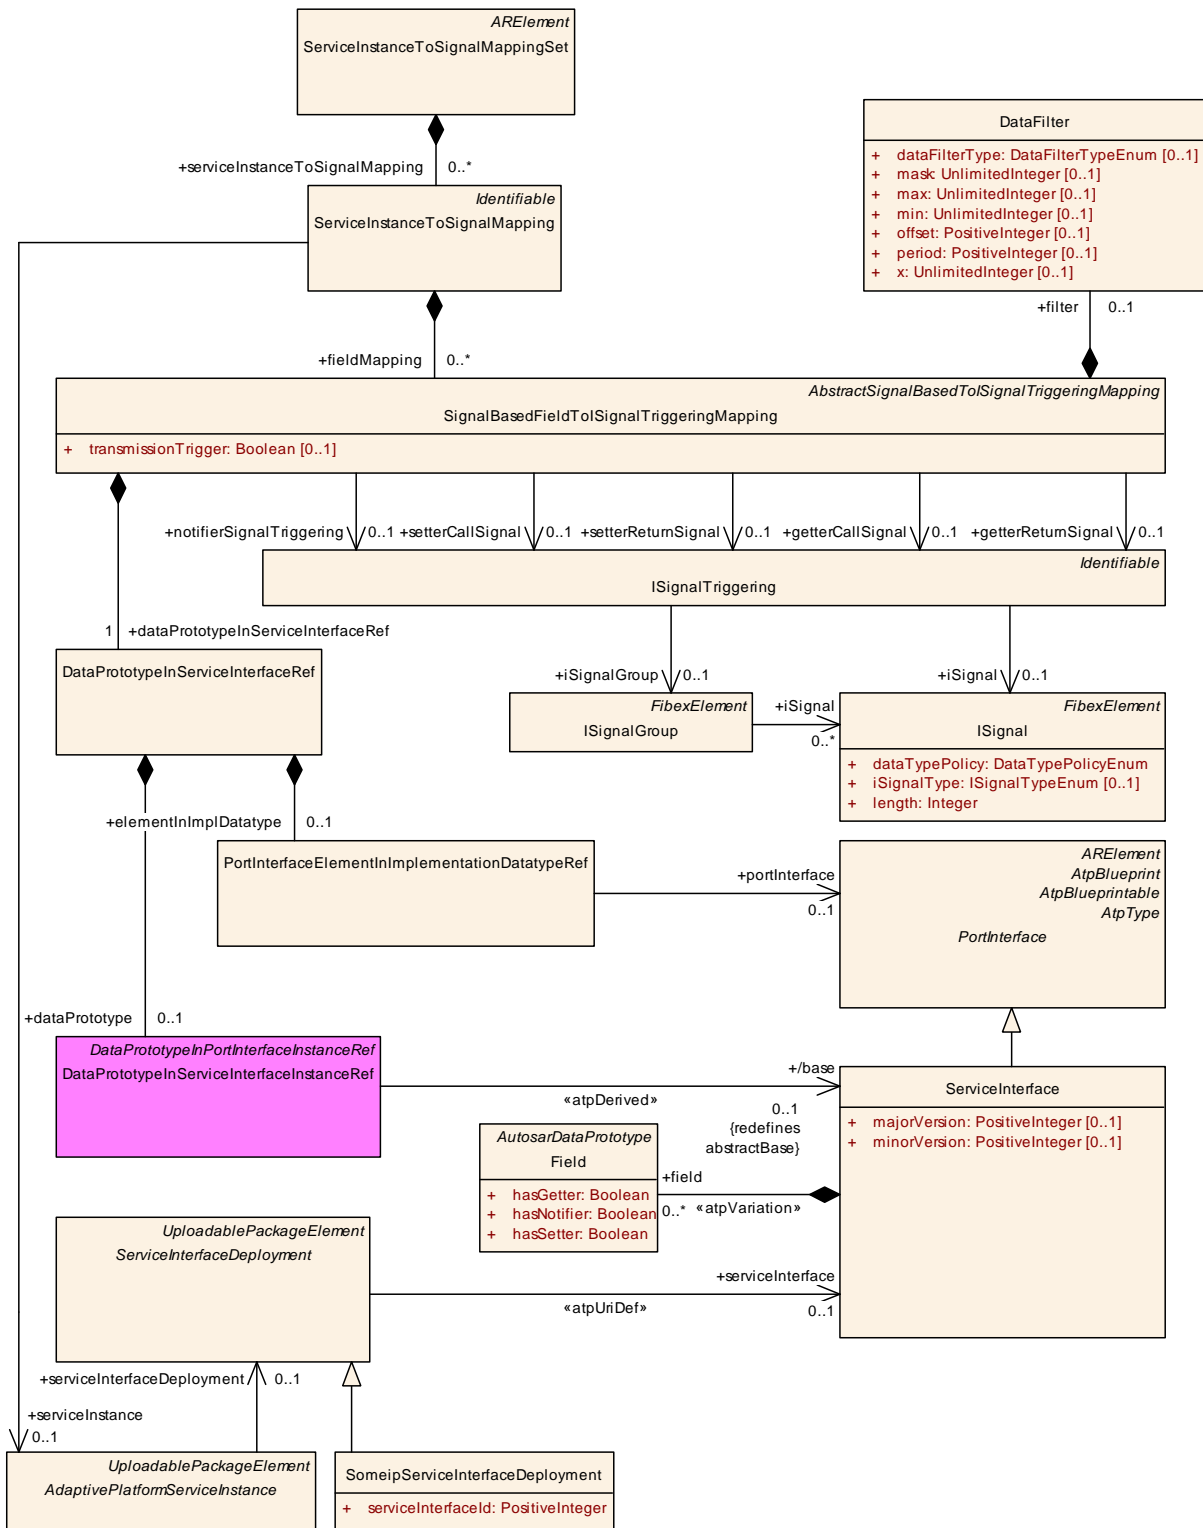 ARElement
ServiceInstanceToSignalMappingSet
DataFilter
+ dataFilterType: DataFilterTypeEnum [0..1]
+ mask: UnlimitedInteger [0..1]
+ max: UnlimitedInteger [0..1]
+ min: UnlimitedInteger [0..1]
+ offset: PositiveInteger [0..1]
+ period: PositiveInteger [0..1]
+ x: UnlimitedInteger [0..1]
+serviceInstanceToSignalMapping 0..*
Identifiable
ServiceInstanceToSignalMapping
+filter 0..1
+fieldMapping 0..*
AbstractSignalBasedToISignalTriggeringMapping
SignalBasedFieldToISignalTriggeringMapping
+ transmissionTrigger: Boolean [0..1]
+notifierSignalTriggering 0..1 +setterCallSignal 0..1 +setterReturnSignal 0..1 +getterCallSignal 0..1 +getterReturnSignal 0..1
Identifiable
ISignalTriggering
1 +dataPrototypeInServiceInterfaceRef
DataPrototypeInServiceInterfaceRef
+iSignalGroup 0..1 +iSignal 0..1
FibexElement
ISignalGroup
+iSignal
0..*
FibexElement
ISignal
+ dataTypePolicy: DataTypePolicyEnum
+ iSignalType: ISignalTypeEnum [0..1]
+ length: Integer
+elementInImplDatatype 0..1
PortInterfaceElementInImplementationDatatypeRef
+portInterface
0..1
ARElement
AtpBlueprint
AtpBlueprintable
AtpType
PortInterface
+dataPrototype 0..1
DataPrototypeInPortInterfaceInstanceRef
DataPrototypeInServiceInterfaceInstanceRef
+/base
«atpDerived»
0..1
{redefines
abstractBase}
ServiceInterface
+ majorVersion: PositiveInteger [0..1]
+ minorVersion: PositiveInteger [0..1]
AutosarDataPrototype
Field
+ hasGetter: Boolean
+ hasNotifier: Boolean
+ hasSetter: Boolean
+field
0..* «atpVariation»
UploadablePackageElement
ServiceInterfaceDeployment
+serviceInterface
«atpUriDef»
0..1
+serviceInterfaceDeployment 0..1
+serviceInstance
0..1
UploadablePackageElement
AdaptivePlatformServiceInstance
SomeipServiceInterfaceDeployment
+ serviceInterfaceId: PositiveInteger